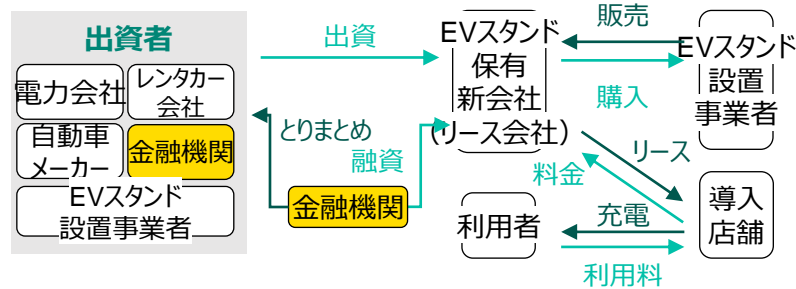 出資者
電力会社
レンタカー
会社
自動車
メーカー
金融機関
EVスタンド
設置事業者
出資
とりまとめ
融資
金融機関
EVスタンド
保有
新会社
(リース会社)
販売
購入
EVスタンド
設置
事業者
リース
料金
利用者
充電
利用料
導入
店舗